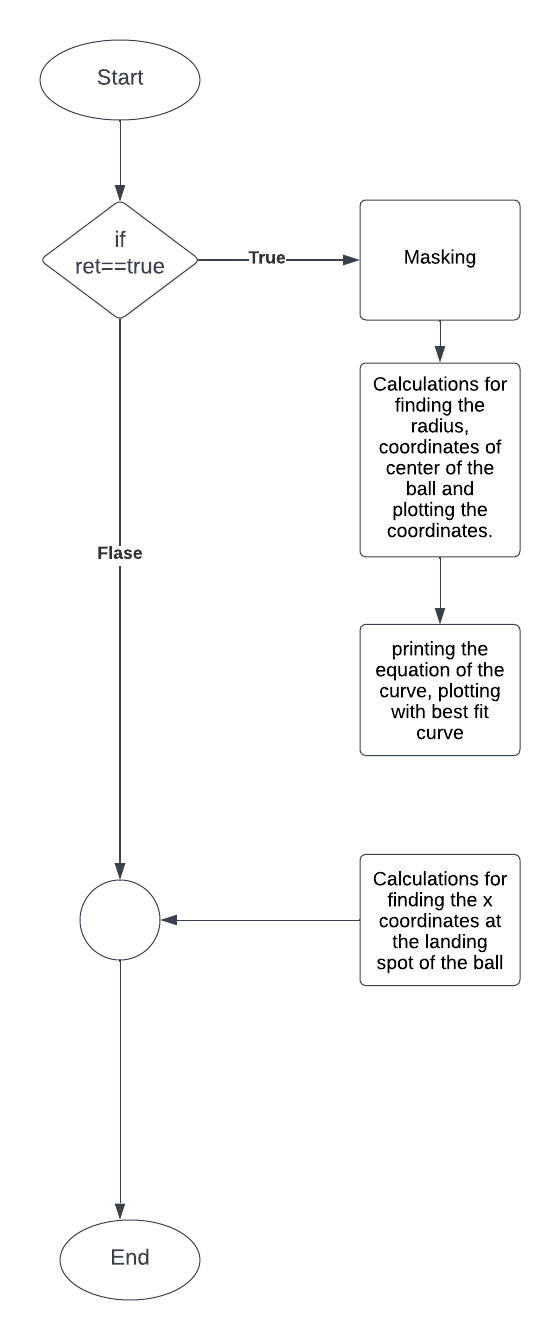 Start
if
ret==true
True
Masking
Calculations for
finding the
radius,
coordinates of
center of the
ball and
plotting the
coordinates.
Flase
printing the
equation of the
curve, plotting
with best fit
curve
Calculations for
finding the x
coordinates at
the landing
spot of the ball
End